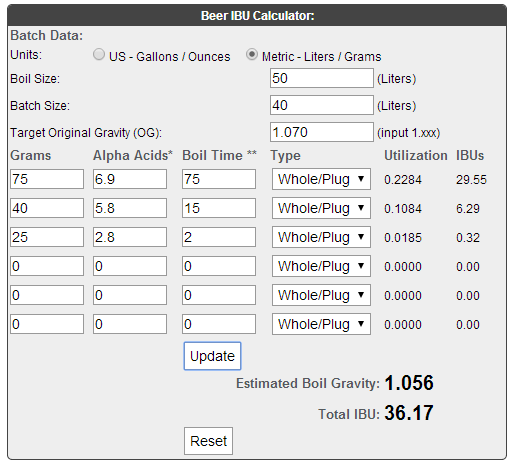 Beer IBU Calculator:
Batch Data:
Units: US - Gallons / Ounces Metric - Liters / Grams
Boil Size: 50 (Liters)
Batch Size: 40 (Liters)
Target Original Gravity (OG): 1.070 (input 1.xxx)
Grams Alpha Acids* Boil Time ** Type Utilization IBUs
75 6.9 75 Whole/Plug 0.2284 29.55
40 5.8 15 Whole/Plug 0.1084 6.29
25 2.8 2 Whole/Plug 0.0185 0.32
0 0 0 Whole/Plug 0.0000 0.00
0 0 0 Whole/Plug 0.0000 0.00
0 0 0 Whole/Plug 0.0000 0.00
Update
Estimated Boil Gravity: 1.056
Total IBU: 36.17
Reset